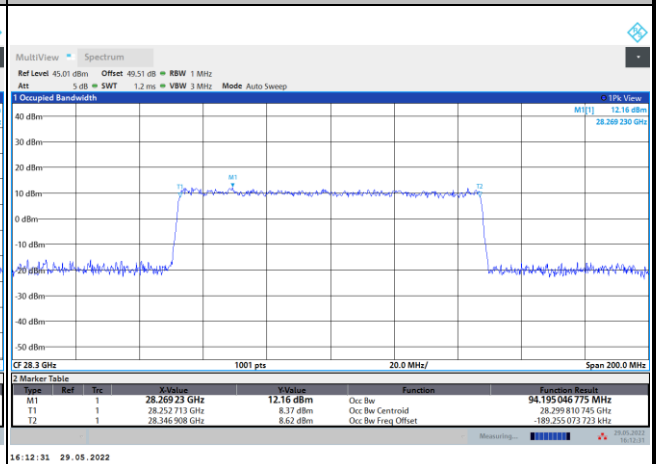 MultiView Spectrum
Ref Level 45.01 dBm Offset 49.51 dB RBW 1 MHz
Att 5 dB SWT 1.2 ms VBW 3 MHz Mode Auto Sweep
1 Occupied Bandwidth 1Pk View
M1[1] 12.16 dBm
28.269 230 GHz
40 dBm
30 dBm
20 dBm
M1
T1
T2
10 dBm
0 dBm
-10 dBm
-20 dBm
-30 dBm
-40 dBm
-50 dBm
CF 28.3 GHz 1001 pts 20.0 MHz/ Span 200.0 MHz
2 Marker Table
Type Ref Trc X-Value Y-Value Function Function Result
M1 1 28.269 23 GHz 12.16 dBm Occ Bw 94.195 046 775 MHz
T1 1 28.252 713 GHz 8.37 dBm Occ Bw Centroid 28.299 810 745 GHz
T2 1 28.346 908 GHz 8.62 dBm Occ Bw Freq Offset -189.255 073 723 kHz
Measuring... 29.05.2022
16:12:31
16:12:31 29.05.2022